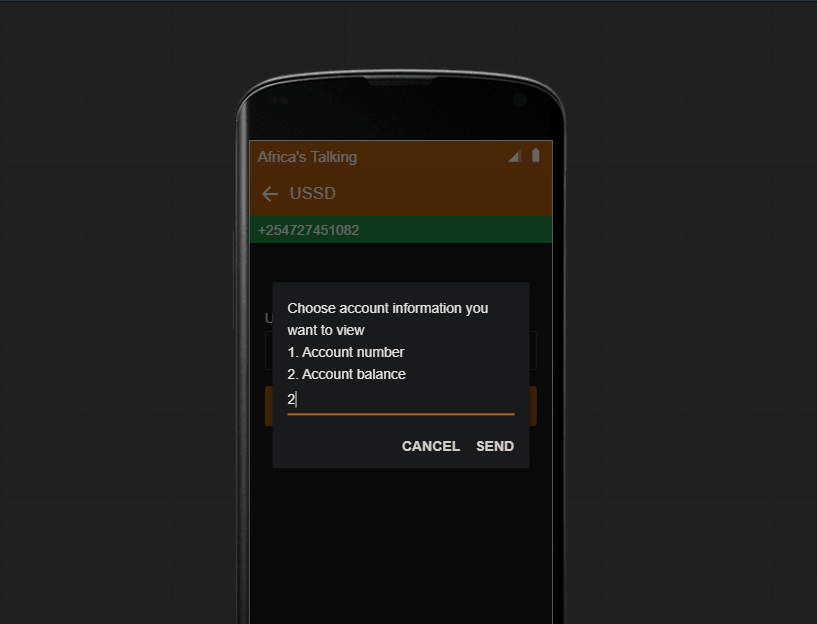 Africa's Talking
USSD
+254727451082
Choose account information you
want to view
1. Account number
2. Account balance
2
CANCEL SEND